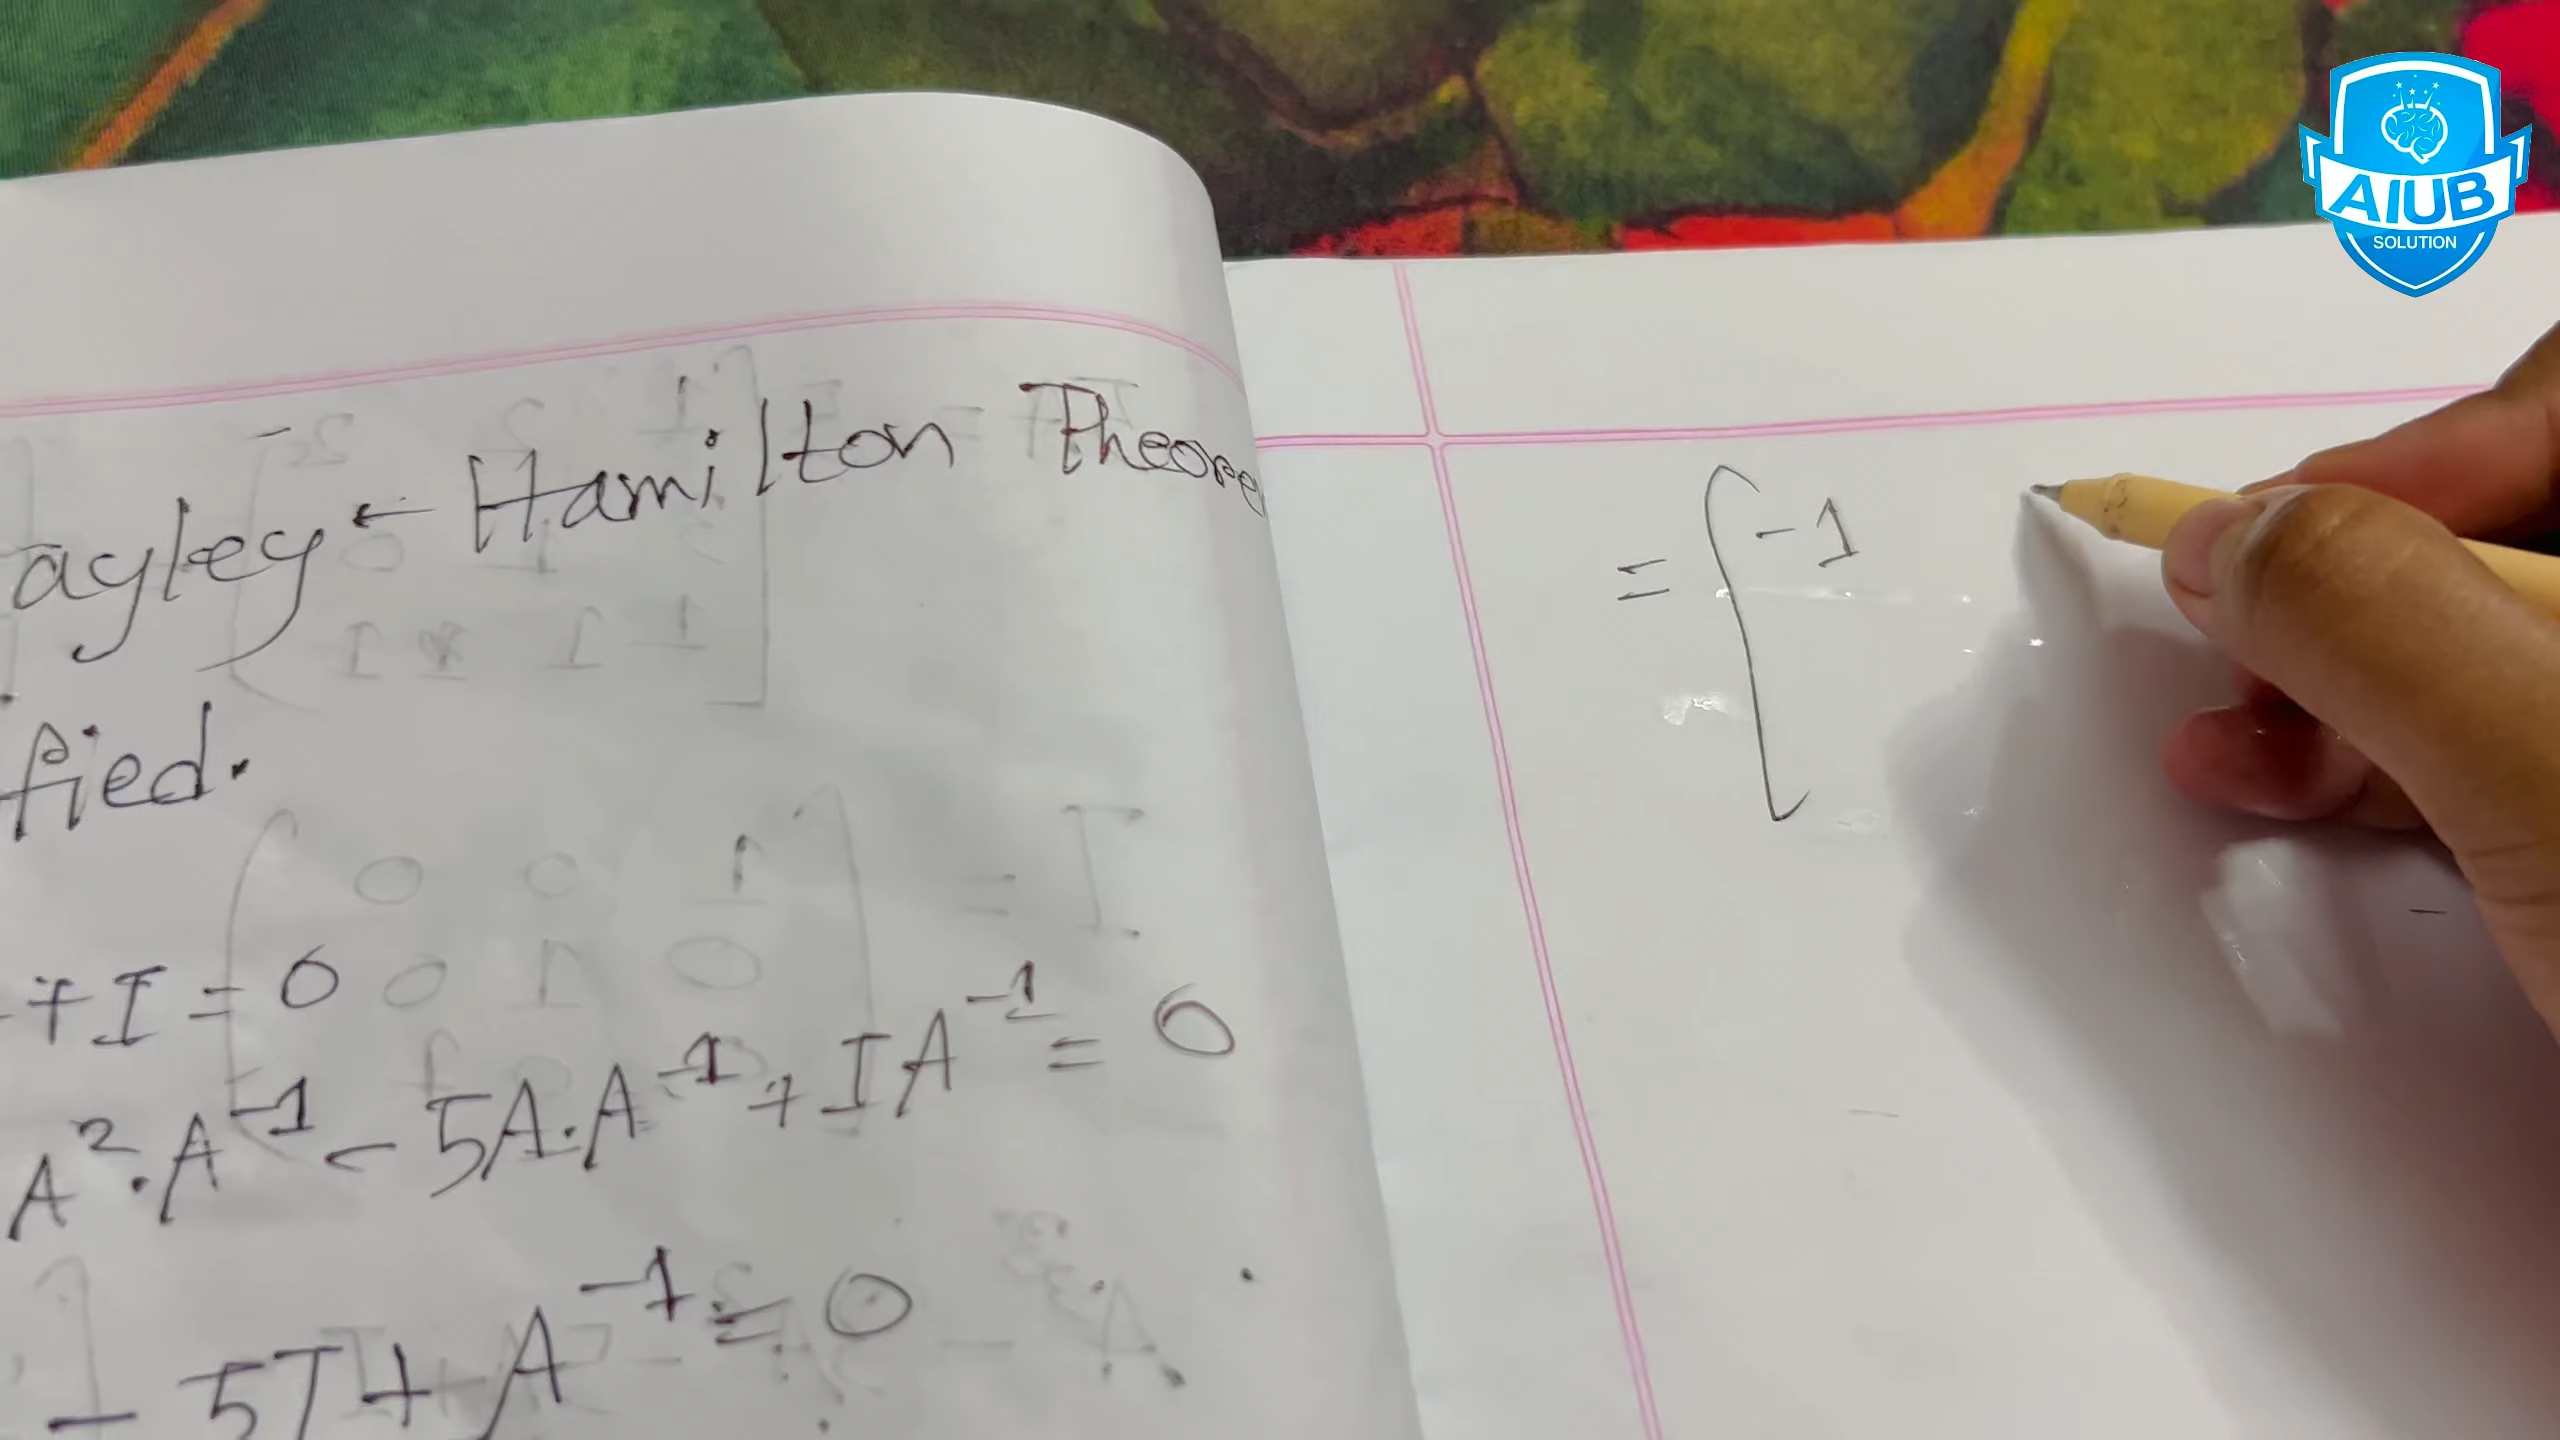 ayley - Hamilton Theore
fied.
+ I = 0
A².A⁻¹ - 5A.A⁻¹ + IA⁻¹ = 0
- 5I + A⁻¹ = 0
= [ -1
AIUB
SOLUTION